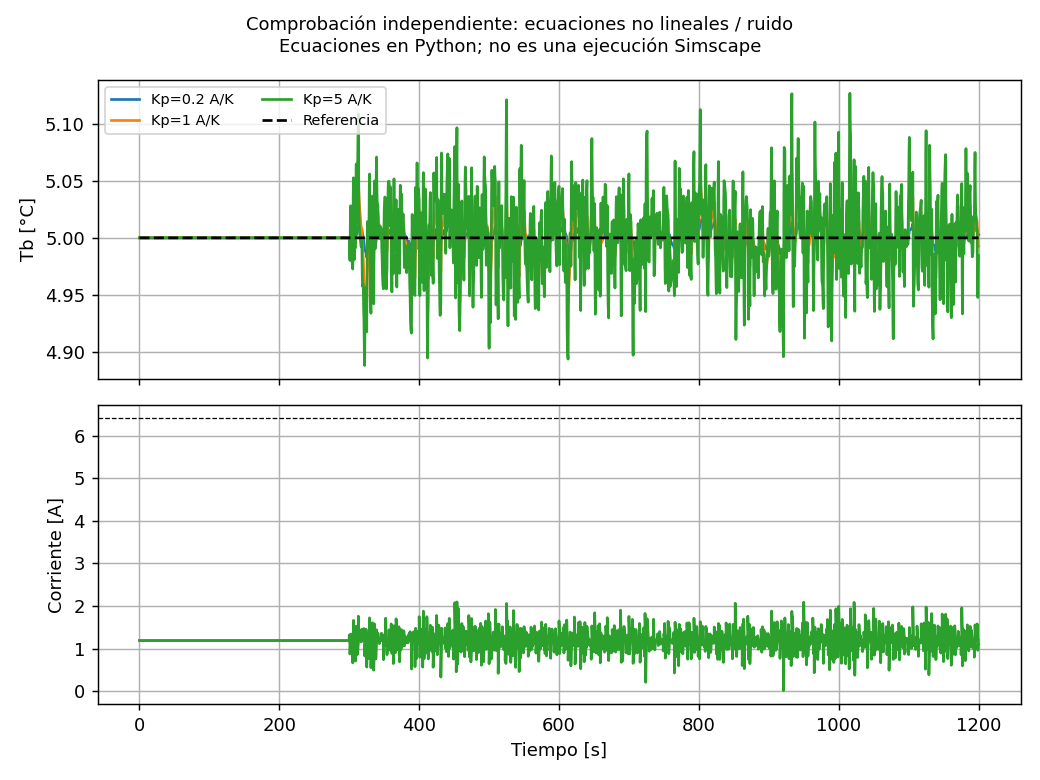 Comprobación independiente: ecuaciones no lineales / ruido
Ecuaciones en Python; no es una ejecución Simscape
Kp=0.2 A/K
Kp=1 A/K
Kp=5 A/K
Referencia
Tb [°C]
5.10
5.05
5.00
4.95
4.90
Corriente [A]
6
5
4
3
2
1
0
0 200 400 600 800 1000 1200
Tiempo [s]